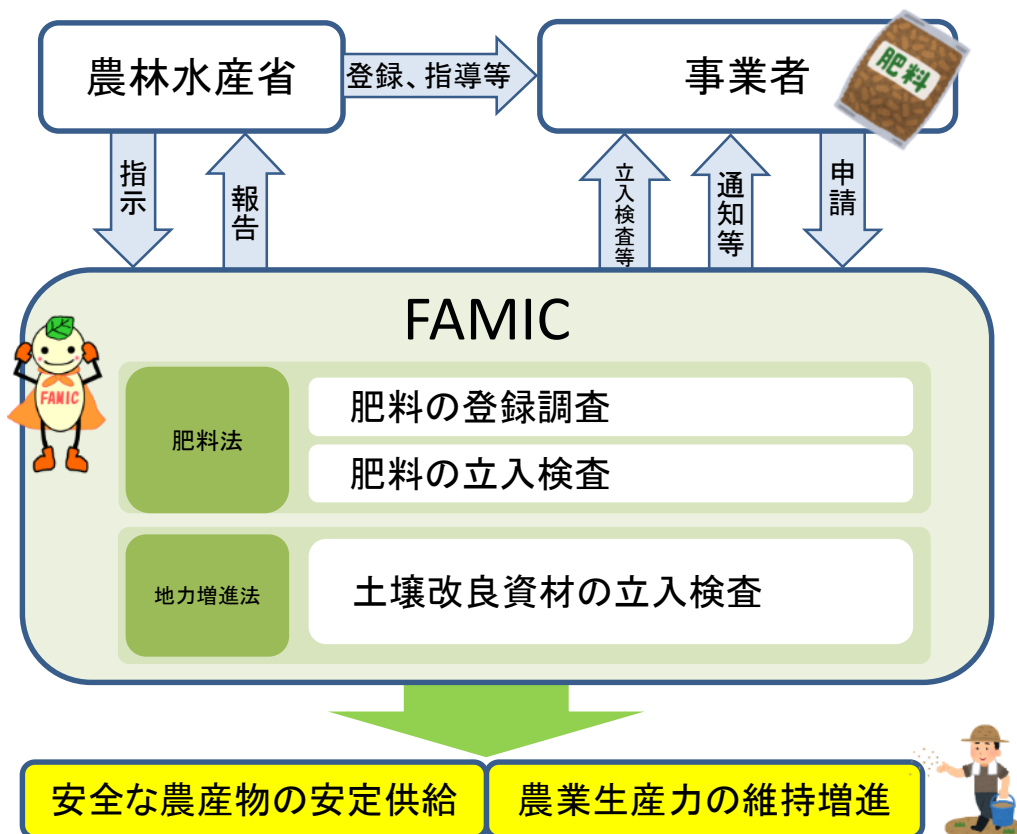 農林水産省
登録、指導等
事業者
肥料
指示
報告
立入検査等
通知等
申請
FAMIC
FAMIC
肥料法
肥料の登録調査
肥料の立入検査
地力増進法
土壌改良資材の立入検査
安全な農産物の安定供給
農業生産力の維持増進